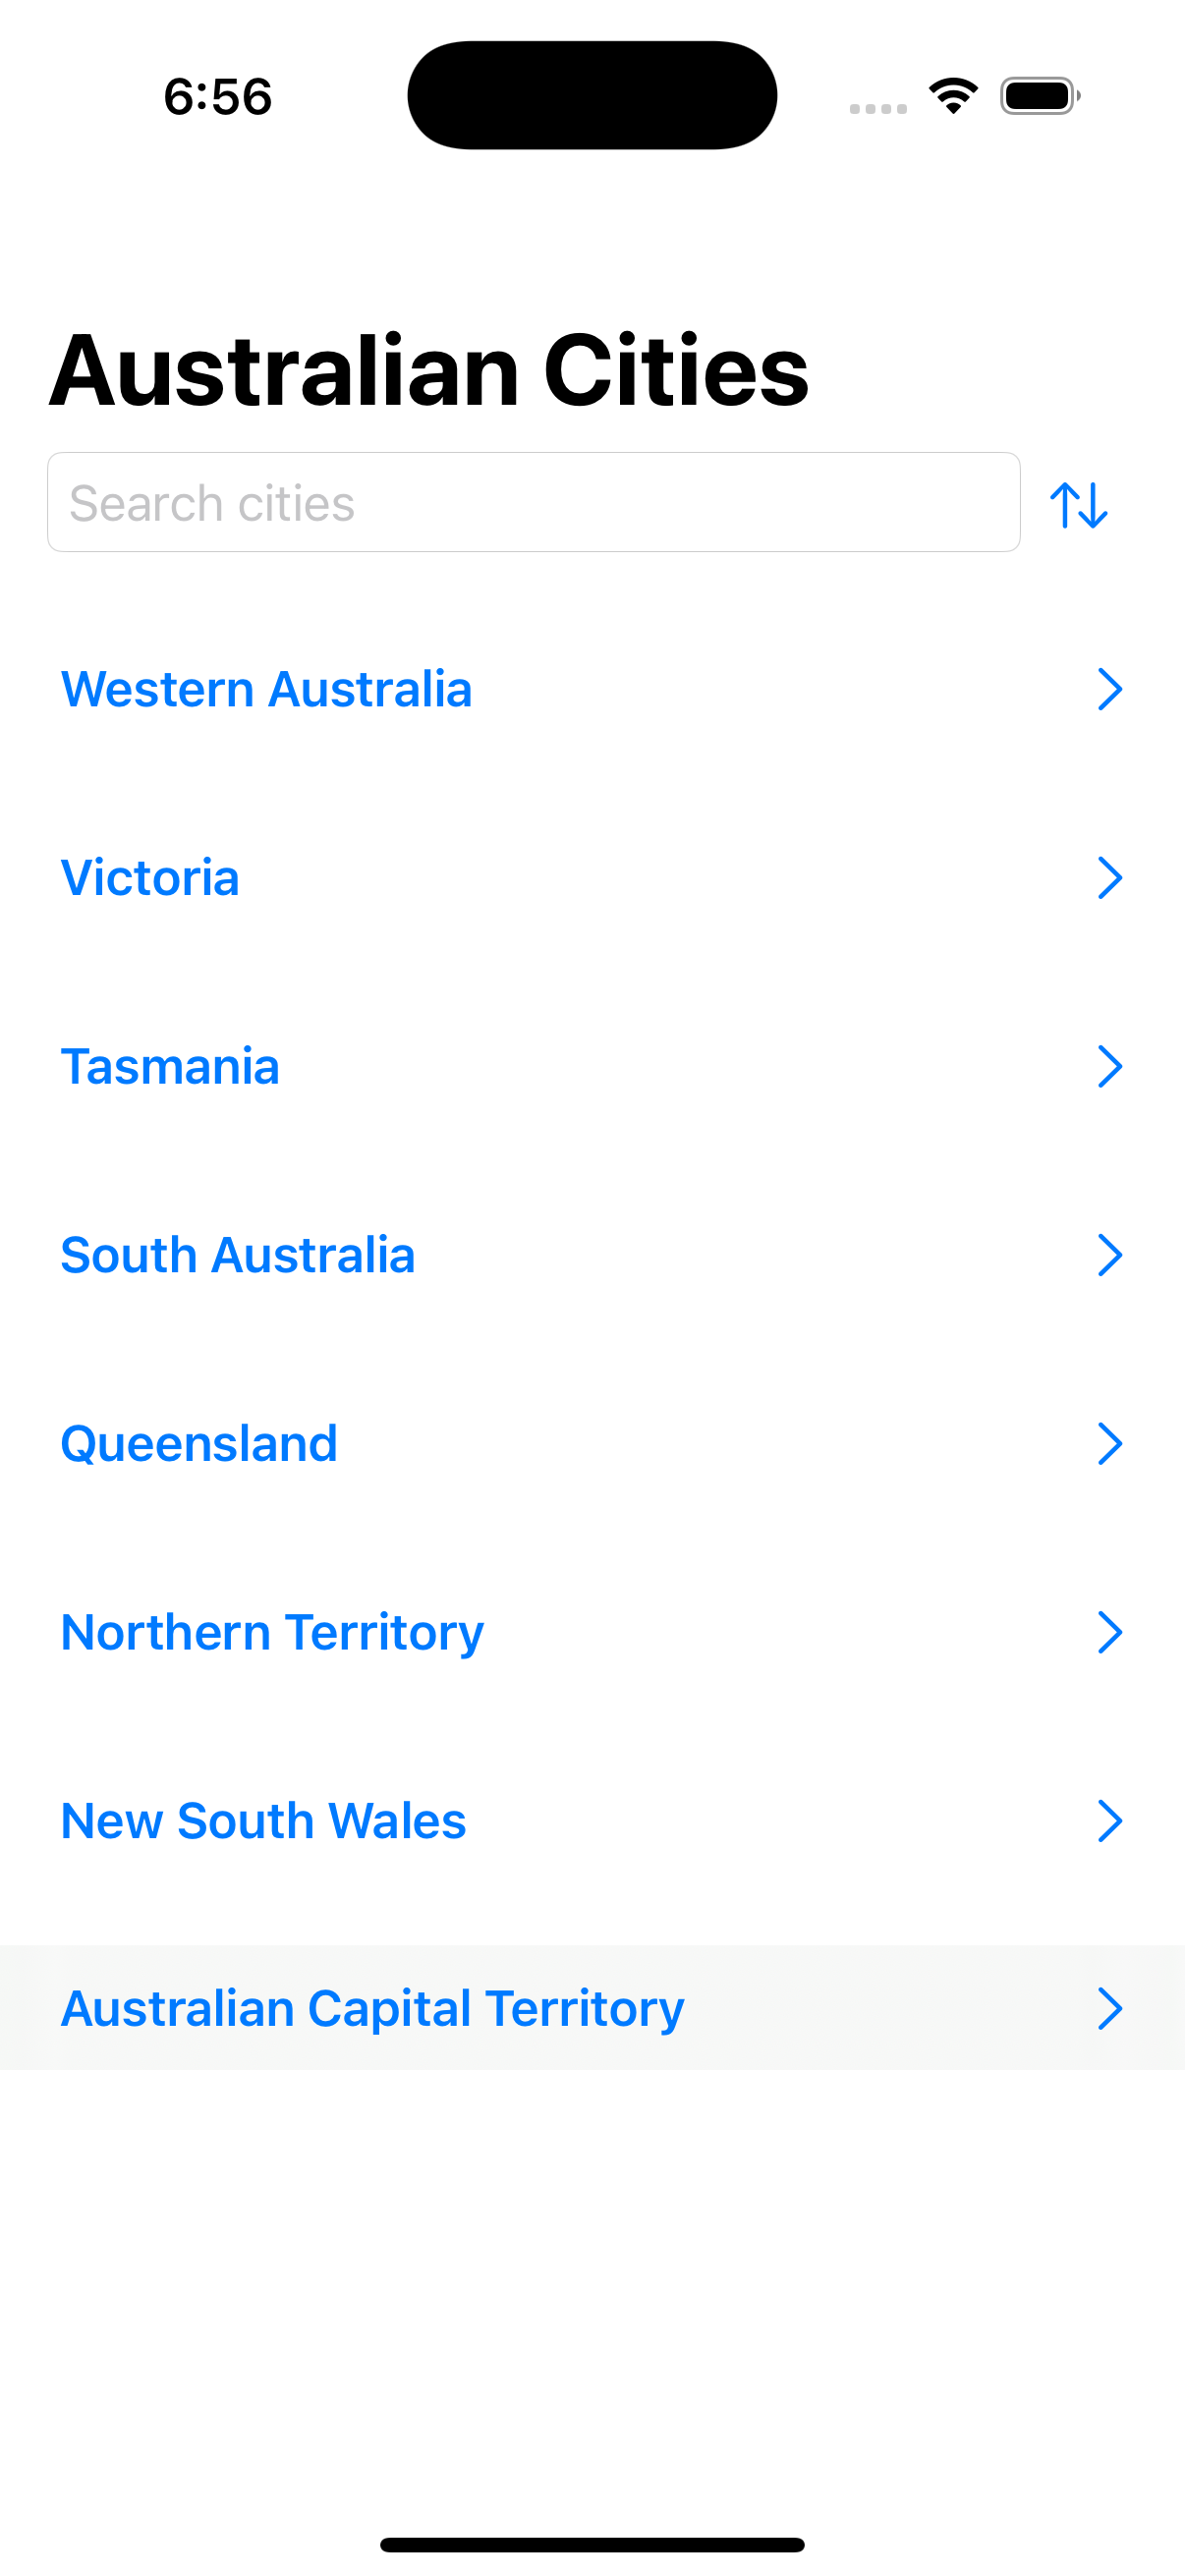 6:56
Australian Cities
Search cities
Western Australia
Victoria
Tasmania
South Australia
Queensland
Northern Territory
New South Wales
Australian Capital Territory